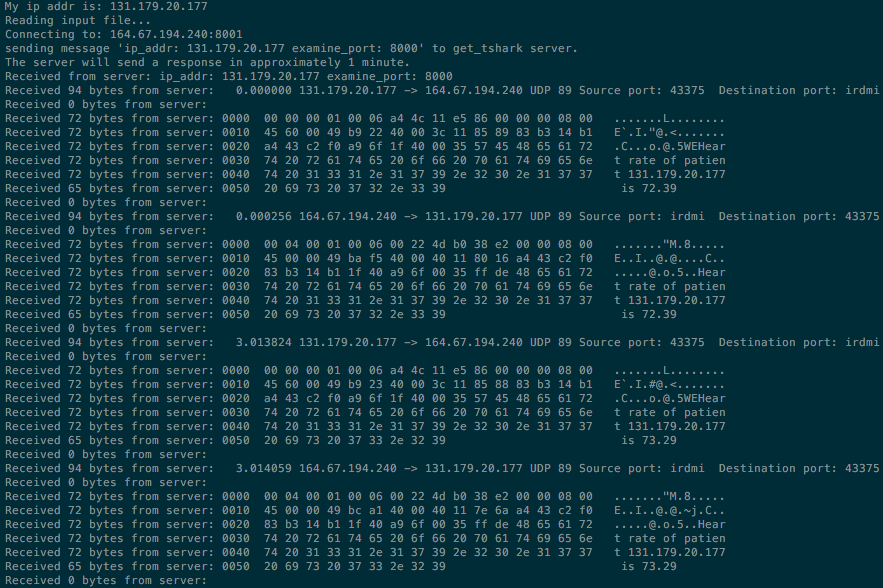 My ip addr is: 131.179.20.177
Reading input file...
Connecting to: 164.67.194.240:8001
sending message 'ip_addr: 131.179.20.177 examine_port: 8000' to get_tshark server.
The server will send a response in approximately 1 minute.
Received from server: ip_addr: 131.179.20.177 examine_port: 8000
Received 94 bytes from server:   0.000000 131.179.20.177 -> 164.67.194.240 UDP 89 Source port: 43375  Destination port: irdmi
Received 0 bytes from server:
Received 72 bytes from server: 0000  00 00 00 01 00 06 a4 4c 11 e5 86 00 00 00 08 00   .......L........
Received 72 bytes from server: 0010  45 60 00 49 b9 22 40 00 3c 11 85 89 83 b3 14 b1   E`.I."@.<.......
Received 72 bytes from server: 0020  a4 43 c2 f0 a9 6f 1f 40 00 35 57 45 48 65 61 72   .C...o.@.5WEHear
Received 72 bytes from server: 0030  74 20 72 61 74 65 20 6f 66 20 70 61 74 69 65 6e   t rate of patien
Received 72 bytes from server: 0040  74 20 31 33 31 2e 31 37 39 2e 32 30 2e 31 37 37   t 131.179.20.177
Received 65 bytes from server: 0050  20 69 73 20 37 32 2e 33 39                         is 72.39
Received 0 bytes from server:
Received 94 bytes from server:   0.000256 164.67.194.240 -> 131.179.20.177 UDP 89 Source port: irdmi  Destination port: 43375
Received 0 bytes from server:
Received 72 bytes from server: 0000  00 04 00 01 00 06 00 22 4d b0 38 e2 00 00 08 00   ......."M.8.....
Received 72 bytes from server: 0010  45 00 00 49 ba f5 40 00 40 11 80 16 a4 43 c2 f0   E..I..@.@....C..
Received 72 bytes from server: 0020  83 b3 14 b1 1f 40 a9 6f 00 35 ff de 48 65 61 72   .....@.o.5..Hear
Received 72 bytes from server: 0030  74 20 72 61 74 65 20 6f 66 20 70 61 74 69 65 6e   t rate of patien
Received 72 bytes from server: 0040  74 20 31 33 31 2e 31 37 39 2e 32 30 2e 31 37 37   t 131.179.20.177
Received 65 bytes from server: 0050  20 69 73 20 37 32 2e 33 39                         is 72.39
Received 0 bytes from server:
Received 94 bytes from server:   3.013824 131.179.20.177 -> 164.67.194.240 UDP 89 Source port: 43375  Destination port: irdmi
Received 0 bytes from server:
Received 72 bytes from server: 0000  00 00 00 01 00 06 a4 4c 11 e5 86 00 00 00 08 00   .......L........
Received 72 bytes from server: 0010  45 60 00 49 b9 23 40 00 3c 11 85 88 83 b3 14 b1   E`.I.#@.<.......
Received 72 bytes from server: 0020  a4 43 c2 f0 a9 6f 1f 40 00 35 57 45 48 65 61 72   .C...o.@.5WEHear
Received 72 bytes from server: 0030  74 20 72 61 74 65 20 6f 66 20 70 61 74 69 65 6e   t rate of patien
Received 72 bytes from server: 0040  74 20 31 33 31 2e 31 37 39 2e 32 30 2e 31 37 37   t 131.179.20.177
Received 65 bytes from server: 0050  20 69 73 20 37 33 2e 32 39                         is 73.29
Received 0 bytes from server:
Received 94 bytes from server:   3.014059 164.67.194.240 -> 131.179.20.177 UDP 89 Source port: irdmi  Destination port: 43375
Received 0 bytes from server:
Received 72 bytes from server: 0000  00 04 00 01 00 06 00 22 4d b0 38 e2 00 00 08 00   ......."M.8.....
Received 72 bytes from server: 0010  45 00 00 49 bc a1 40 00 40 11 7e 6a a4 43 c2 f0   E..I..@.@.~j.C..
Received 72 bytes from server: 0020  83 b3 14 b1 1f 40 a9 6f 00 35 ff de 48 65 61 72   .....@.o.5..Hear
Received 72 bytes from server: 0030  74 20 72 61 74 65 20 6f 66 20 70 61 74 69 65 6e   t rate of patien
Received 72 bytes from server: 0040  74 20 31 33 31 2e 31 37 39 2e 32 30 2e 31 37 37   t 131.179.20.177
Received 65 bytes from server: 0050  20 69 73 20 37 33 2e 32 39                         is 73.29
Received 0 bytes from server: